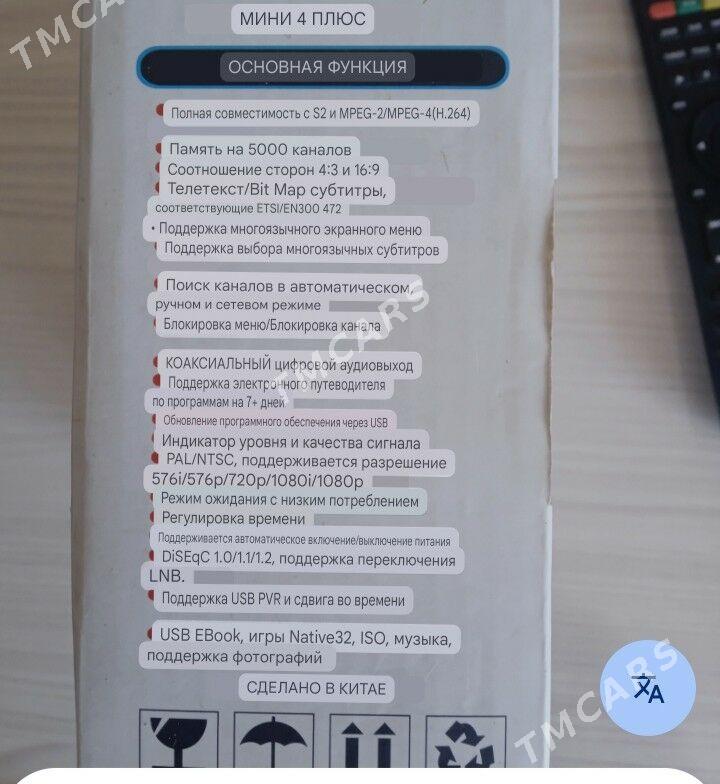 МИНИ 4 ПЛЮС
ОСНОВНАЯ ФУНКЦИЯ
Полная совместимость с S2 и MPEG-2/MPEG-4(H.264)
Память на 5000 каналов
Соотношение сторон 4:3 и 16:9
Телетекст/Bit Map субтитры,
соответствующие ETSI/EN300 472
• Поддержка многоязычного экранного меню
Поддержка выбора многоязычных субтитров
Поиск каналов в автоматическом,
ручном и сетевом режиме
Блокировка меню/Блокировка канала
КОАКСИАЛЬНЫЙ цифровой аудиовыход
Поддержка электронного путеводителя
по программам на 7+ дней
Обновление программного обеспечения через USB
Индикатор уровня и качества сигнала
PAL/NTSC, поддерживается разрешение
576i/576p/720p/1080i/1080p
Режим ожидания с низким потреблением
Регулировка времени
Поддерживается автоматическое включение/выключение питания
DiSEqC 1.0/1.1/1.2, поддержка переключения
LNB.
Поддержка USB PVR и сдвига во времени
USB EBook, игры Native32, ISO, музыка,
поддержка фотографий
СДЕЛАНО В КИТАЕ
TMCARS
TMCARS
TMCARS